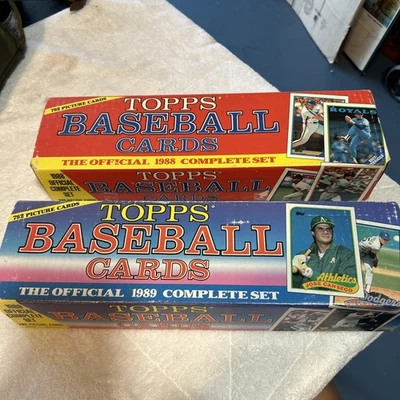 792 PICTURE CARDS
TOPPS
BASEBALL
CARDS
THE OFFICIAL 1988 COMPLETE SET
ROYALS
1988
OFFICIAL
COMPLETE
SET
TOPPS
BASEBALL
792 PICTURE CARDS
TOPPS
BASEBALL
CARDS
THE OFFICIAL 1989 COMPLETE SET
Topps
Athletics
JOSE CANSECO
Dodgers
1989
OFFICIAL
COMPLETE
SET
TOPPS
BASEBALL